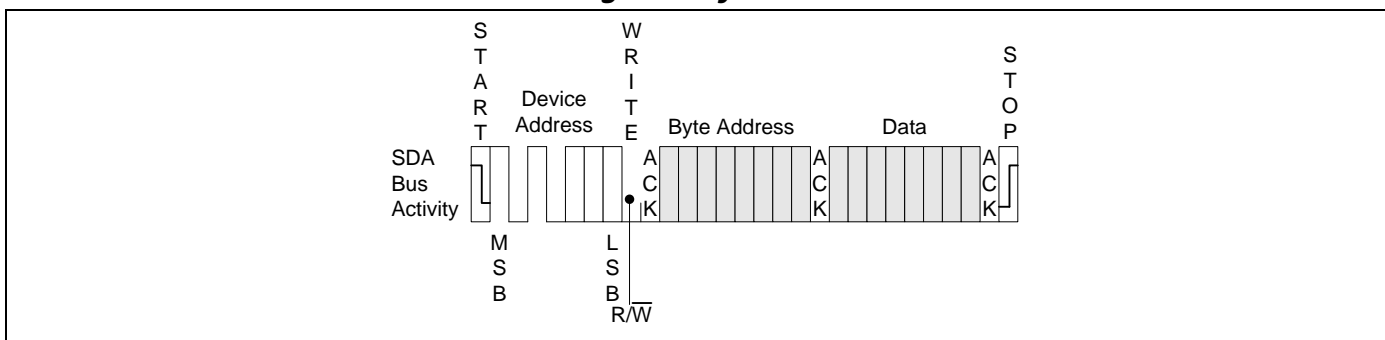 START
WRITE
STOP
Device
Address
Byte Address
Data
SDA
Bus
Activity
ACK
ACK
ACK
MSB
LSB
R/W